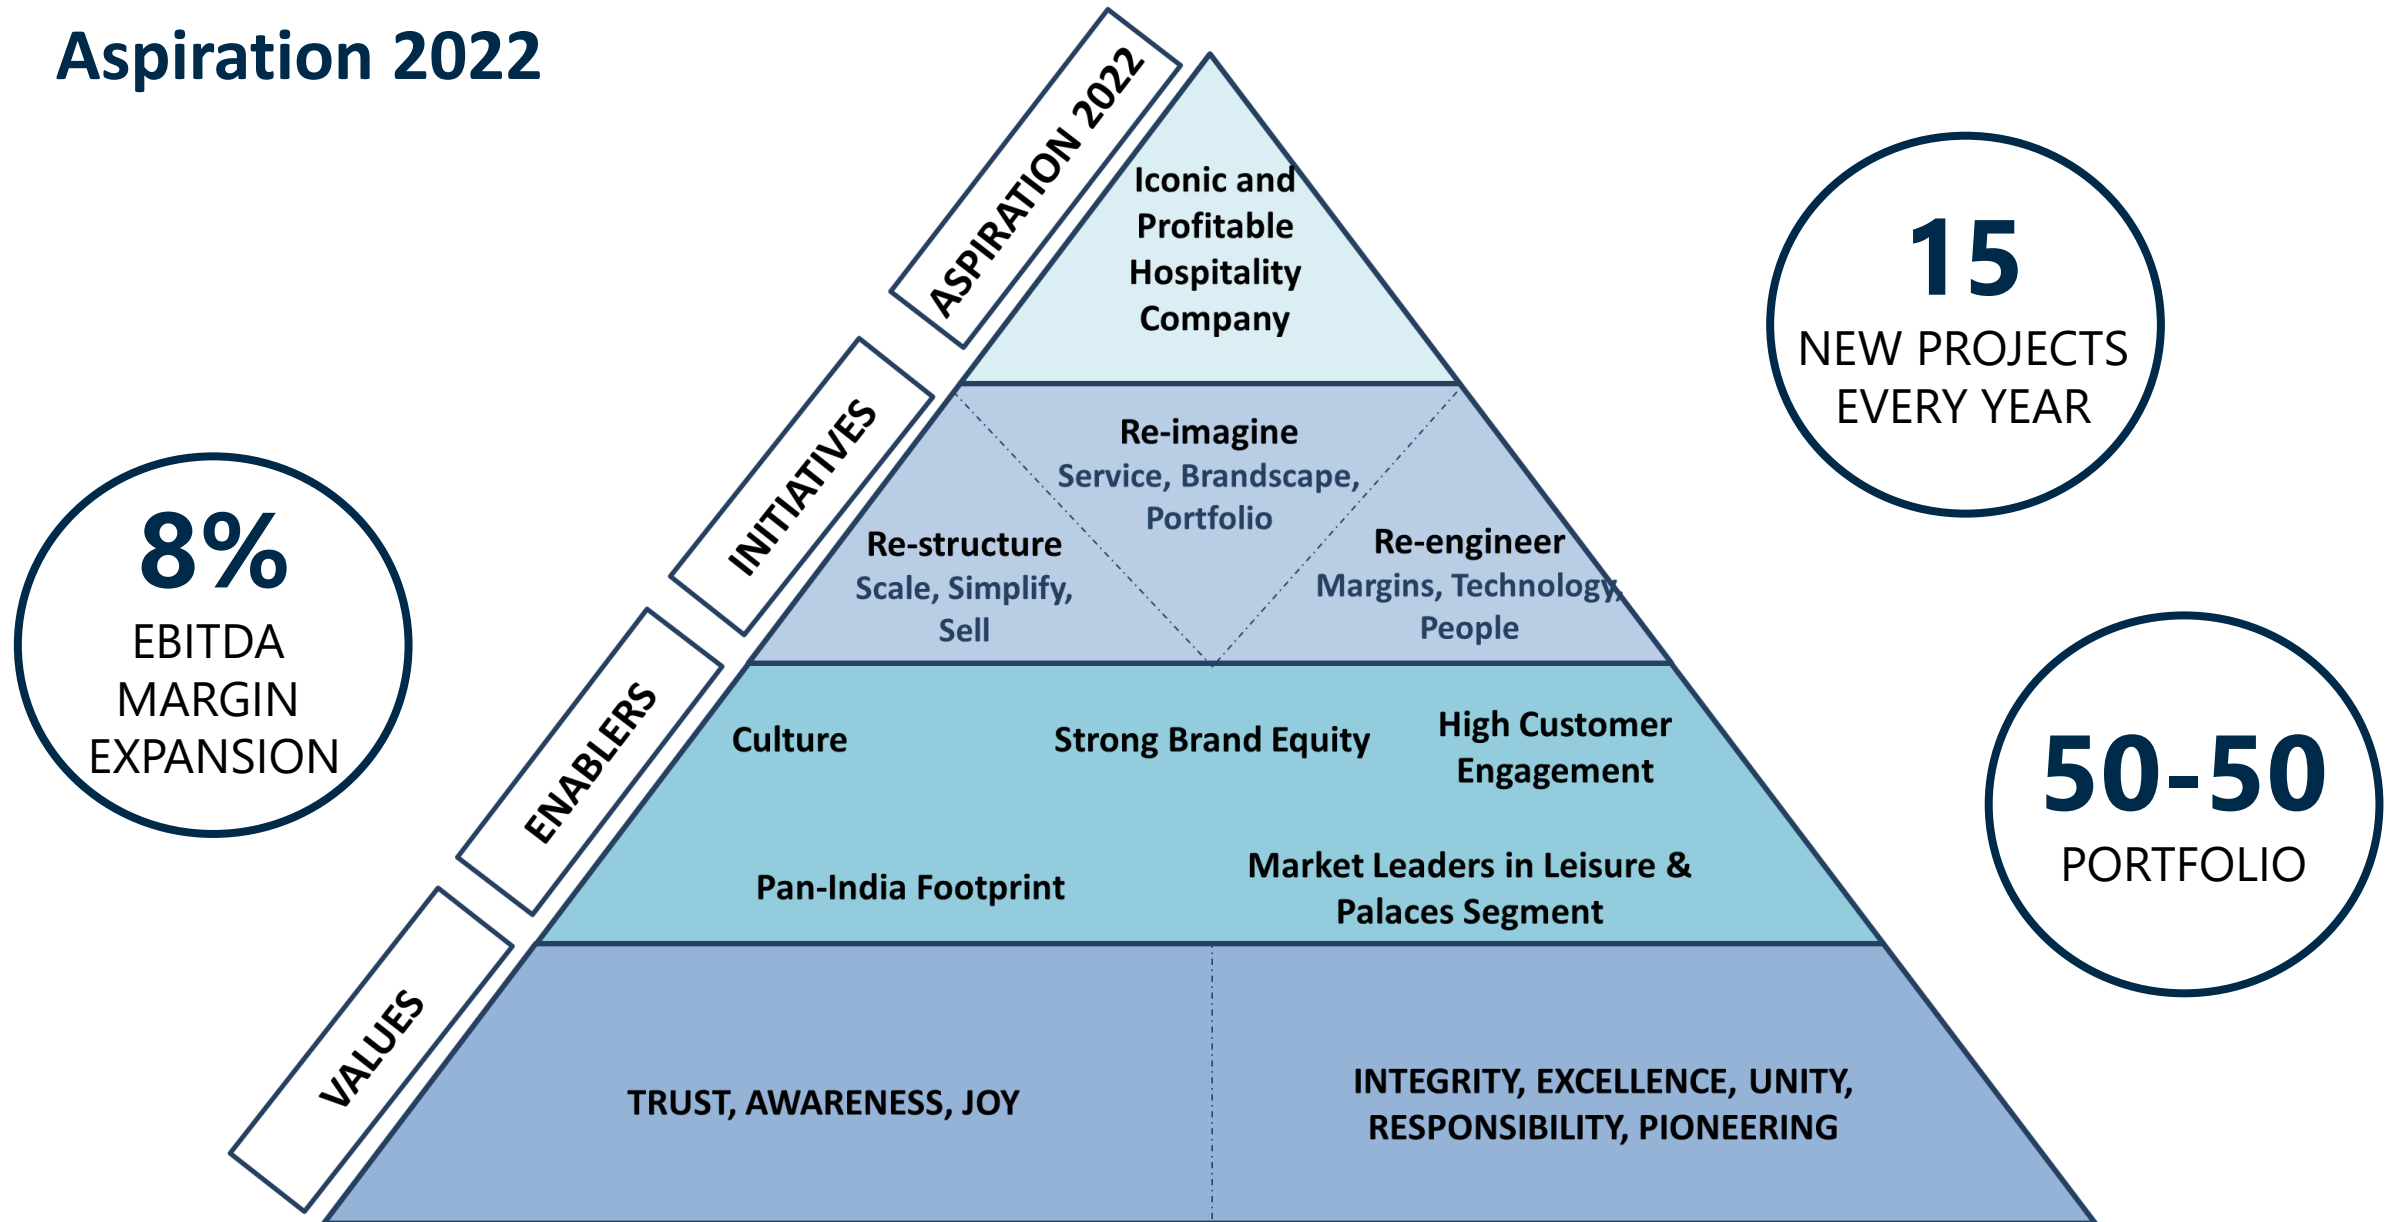 Aspiration 2022
ASPIRATION 2022
Iconic and
Profitable
Hospitality
Company
INITIATIVES
Re-imagine
Service, Brandscape,
Portfolio
Re-structure
Scale, Simplify,
Sell
Re-engineer
Margins, Technology,
People
ENABLERS
Culture
Strong Brand Equity
High Customer
Engagement
Pan-India Footprint
Market Leaders in Leisure &
Palaces Segment
VALUES
TRUST, AWARENESS, JOY
INTEGRITY, EXCELLENCE, UNITY,
RESPONSIBILITY, PIONEERING
8%
EBITDA
MARGIN
EXPANSION
15
NEW PROJECTS
EVERY YEAR
50-50
PORTFOLIO